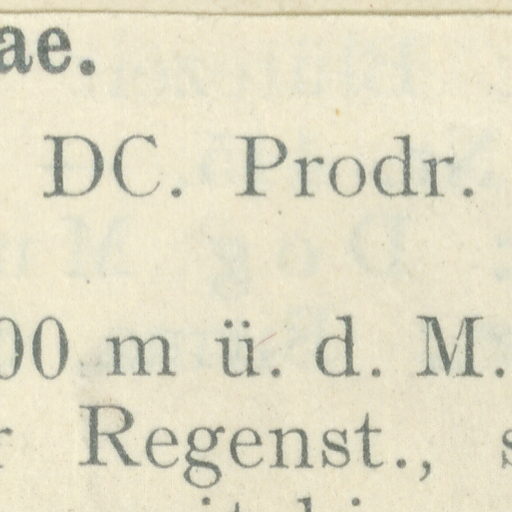 ae.
DC. Prodr.
00 m ü. d. M.
r Regenst., s